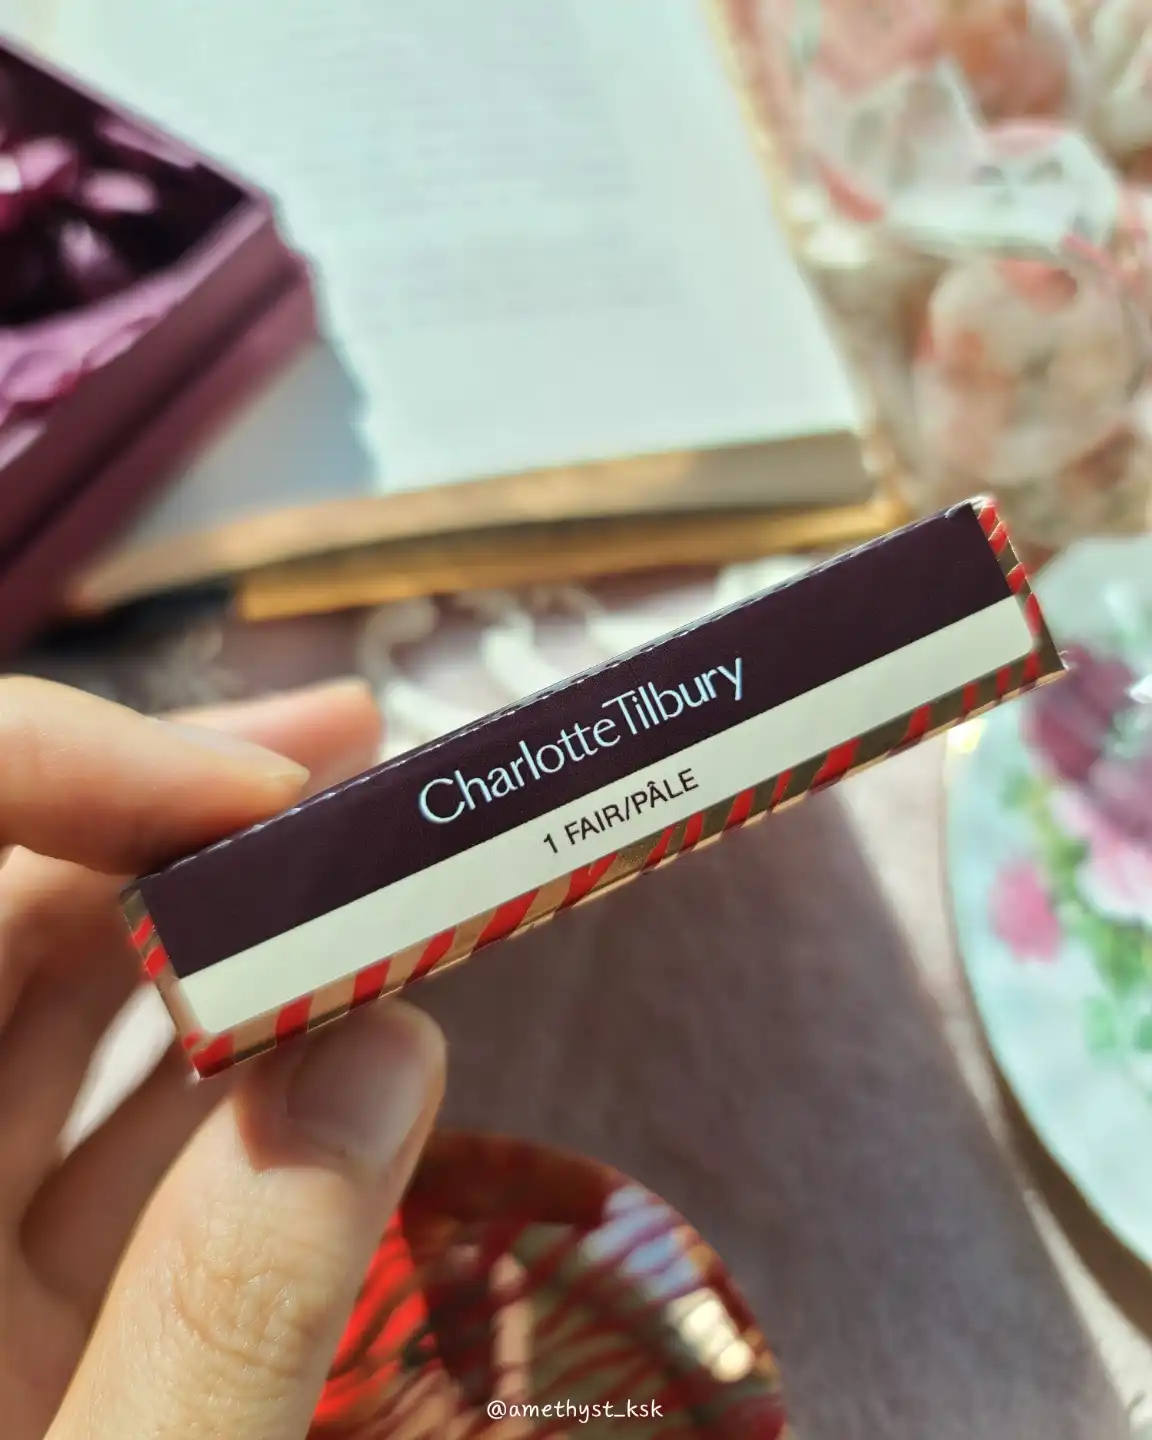 CharlotteTilbury
1 FAIR/PÂLE
@amethyst_ksk